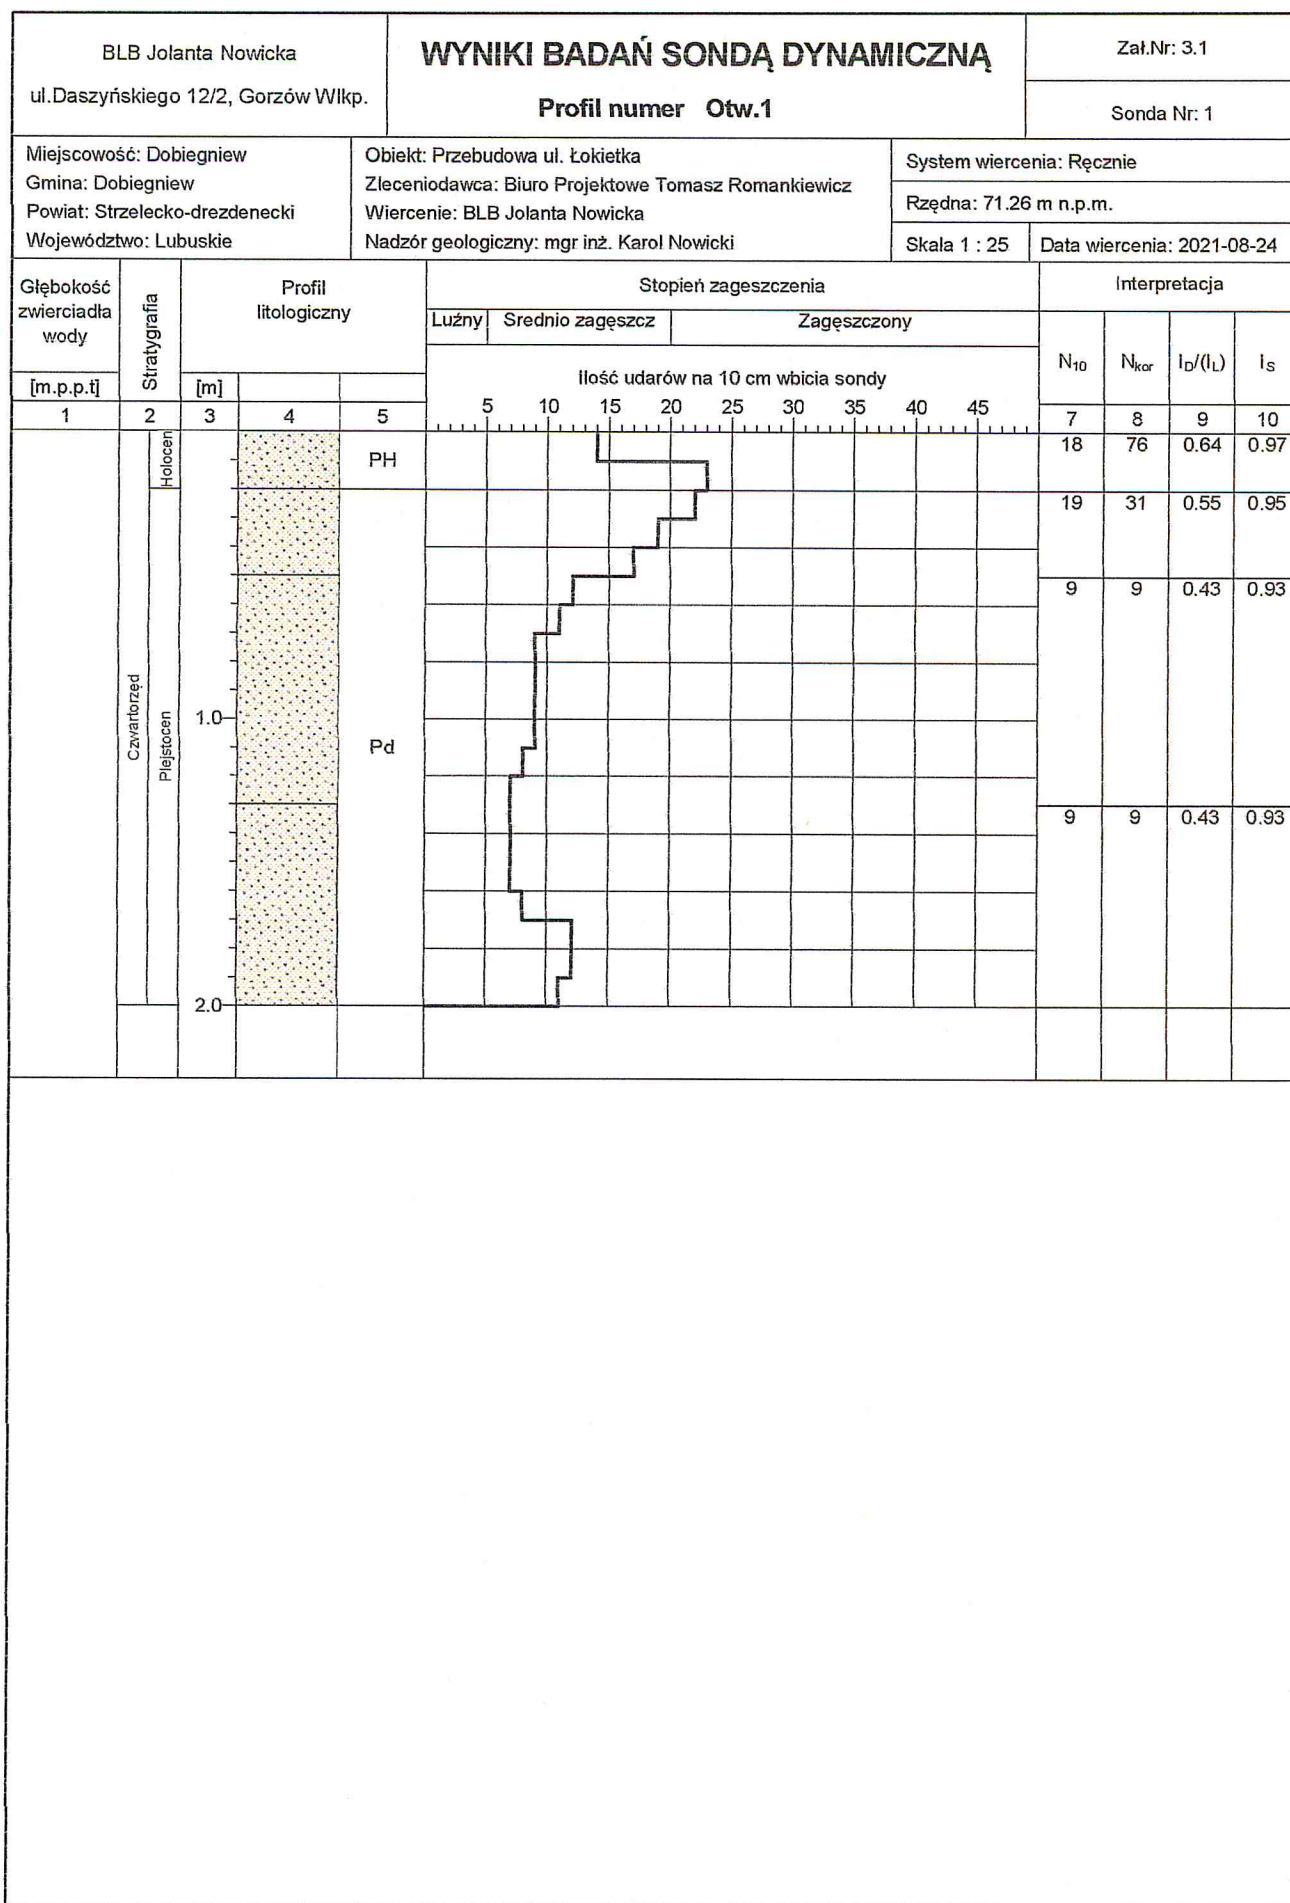 BLB Jolanta Nowicka
ul.Daszyńskiego 12/2, Gorzów Wlkp.
WYNIKI BADAŃ SONDĄ DYNAMICZNĄ
Profil numer Otw.1
Zał.Nr: 3.1
Sonda Nr: 1
Miejscowość: Dobiegniew
Gmina: Dobiegniew
Powiat: Strzelecko-drezdenecki
Województwo: Lubuskie
Obiekt: Przebudowa ul. Łokietka
Zleceniodawca: Biuro Projektowe Tomasz Romankiewicz
Wiercenie: BLB Jolanta Nowicka
Nadzór geologiczny: mgr inż. Karol Nowicki
System wiercenia: Ręcznie
Rzędna: 71.26 m n.p.m.
Skala 1 : 25 Data wiercenia: 2021-08-24
Głębokość
zwierciadła
wody
[m.p.p.t]
Stratygrafia
Profil
litologiczny
[m]
Stopień zageszczenia
Luźny Srednio zagęszcz Zagęszczony
Ilość udarów na 10 cm wbicia sondy
5 10 15 20 25 30 35 40 45
Interpretacja
N10 Nkor ID/(IL) IS
1 2 3 4 5 7 8 9 10
Holocen
PH
18 76 0.64 0.97
19 31 0.55 0.95
9 9 0.43 0.93
Czwartorzęd
Plejstocen
1.0
Pd
9 9 0.43 0.93
2.0